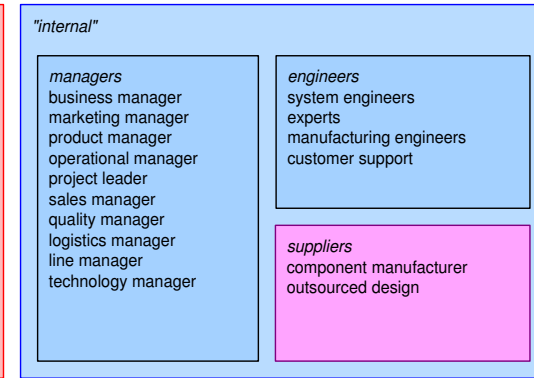 "internal"
managers
business manager
marketing manager
product manager
operational manager
project leader
sales manager
quality manager
logistics manager
line manager
technology manager
engineers
system engineers
experts
manufacturing engineers
customer support
suppliers
component manufacturer
outsourced design